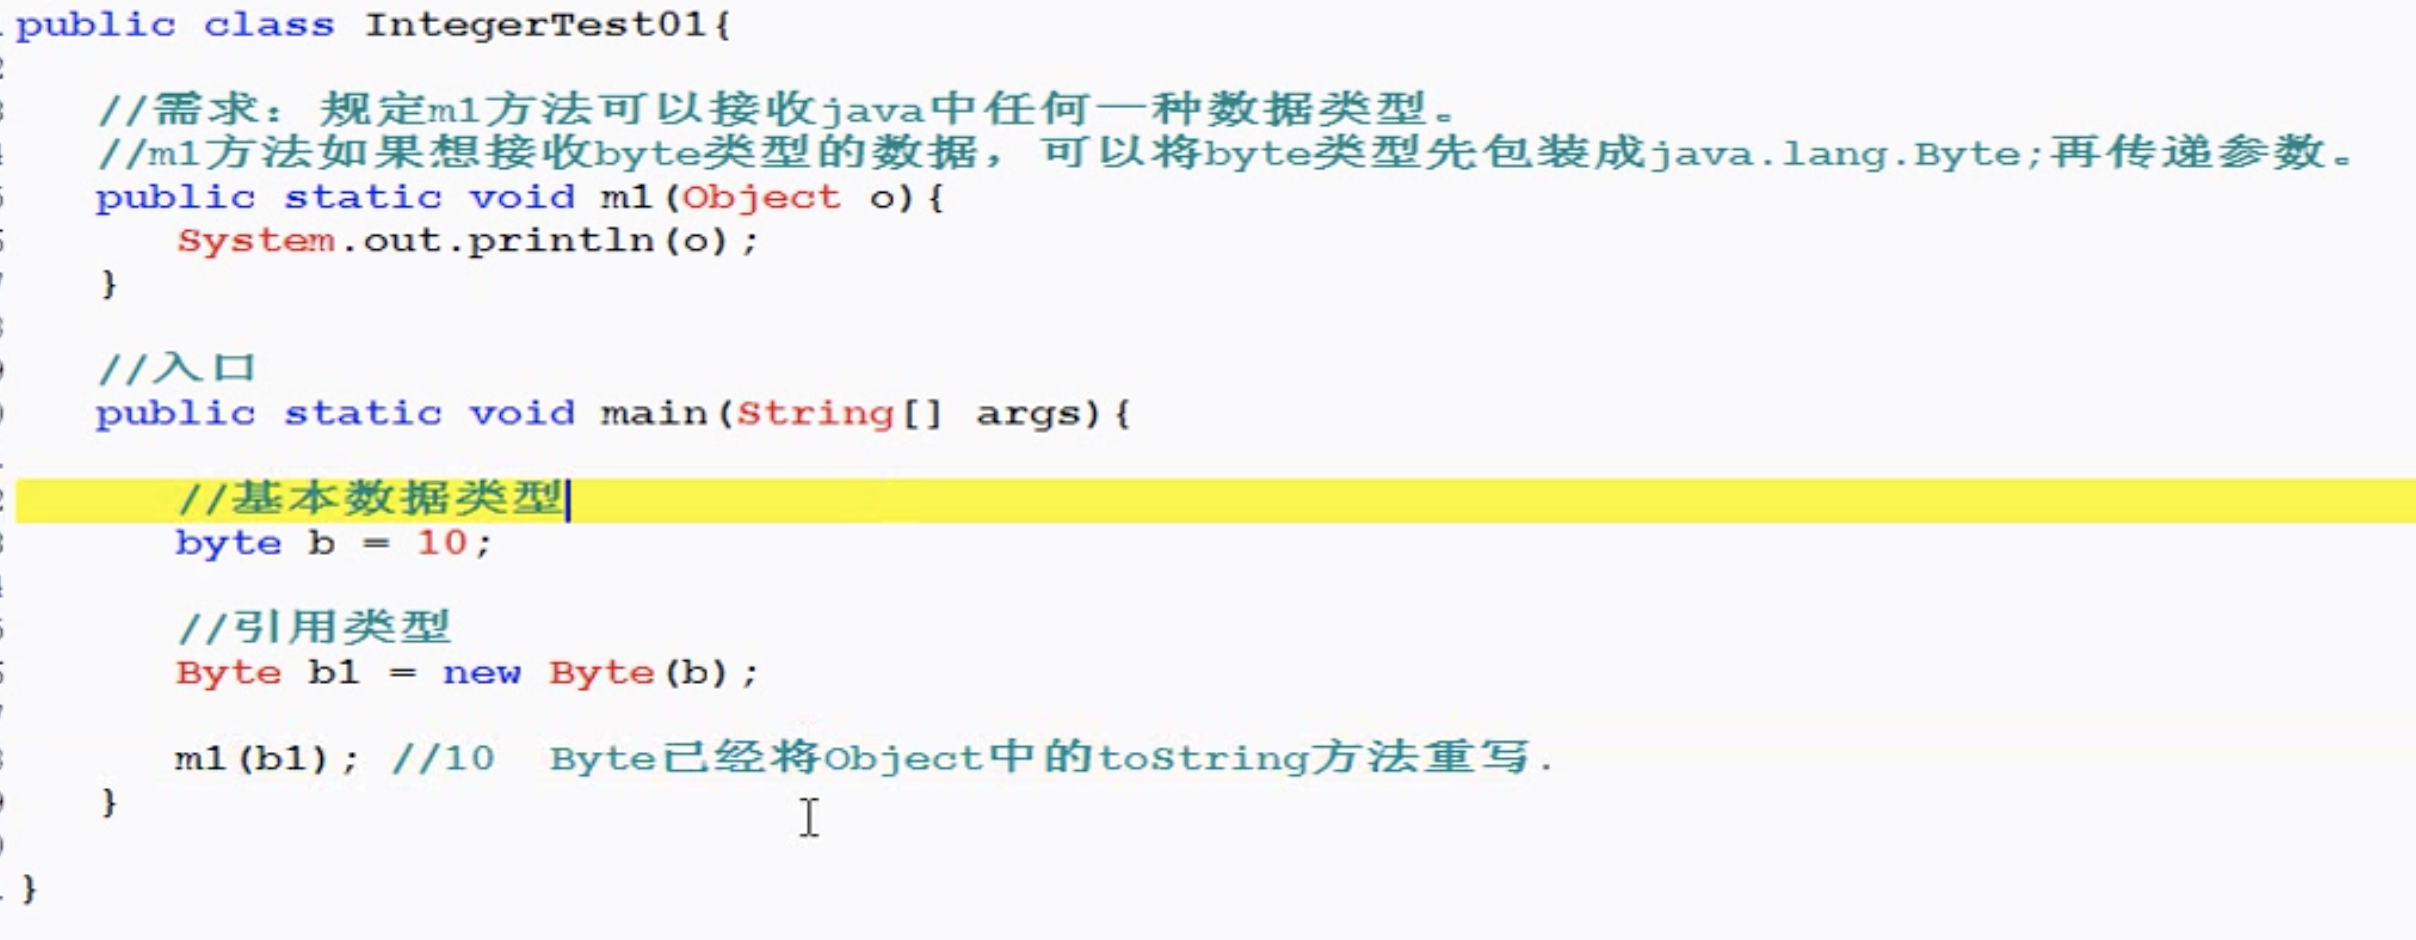 public class IntegerTest01{
//需求：规定m1方法可以接收java中任何一种数据类型。
//m1方法如果想接收byte类型的数据，可以将byte类型先包装成java.lang.Byte;再传递参数。
public static void m1(Object o){
System.out.println(o);
}
//入口
public static void main(String[] args){
//基本数据类型
byte b = 10;
//引用类型
Byte b1 = new Byte(b);
m1(b1); //10  Byte已经将Object中的toString方法重写.
}
}